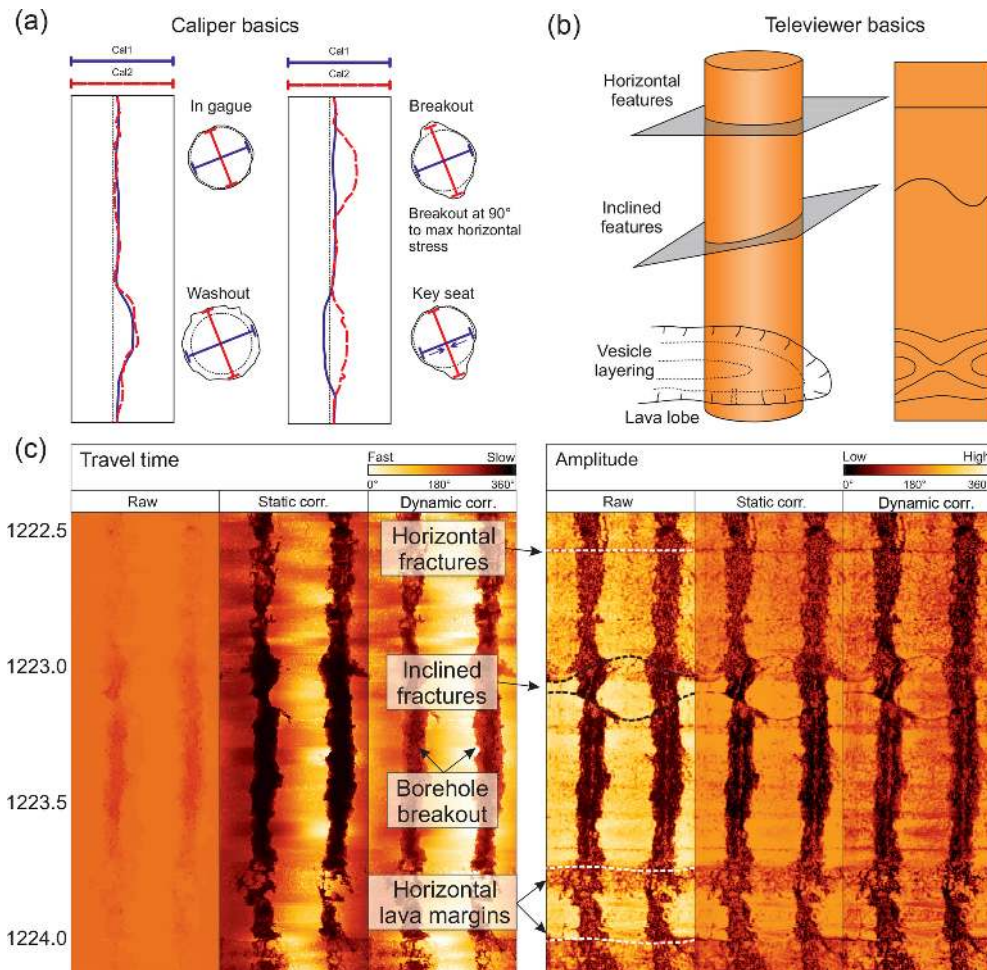 (a)
Caliper basics
Cal1
Cal2
In gague
Washout
Cal1
Cal2
Breakout
Breakout at 90°
to max horizontal
stress
Key seat
(b)
Televiewer basics
Horizontal
features
Inclined
features
Vesicle
layering
Lava lobe
(c)
Travel time
Fast Slow
0° 180° 360°
Raw Static corr. Dynamic corr.
Amplitude
Low High
0° 180° 360°
Raw Static corr. Dynamic corr.
1222.5
1223.0
1223.5
1224.0
Horizontal
fractures
Inclined
fractures
Borehole
breakout
Horizontal
lava margins